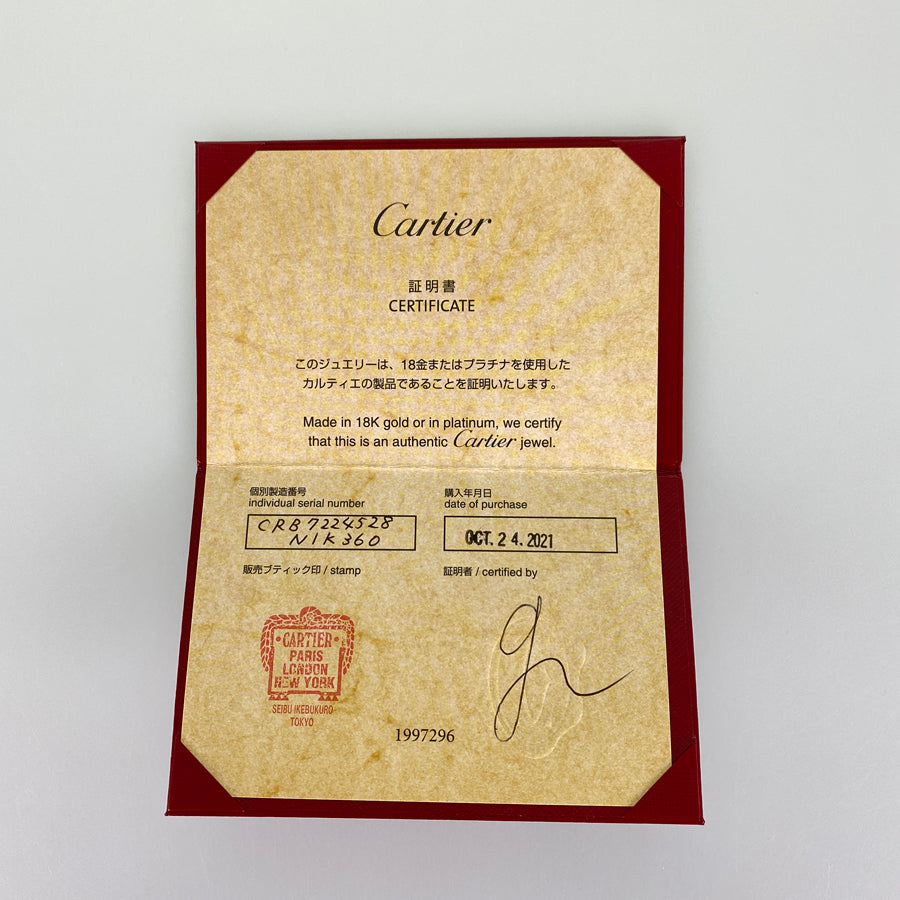 Cartier
証明書
CERTIFICATE
このジュエリーは、18金またはプラチナを使用した
カルティエの製品であることを証明いたします。
Made in 18K gold or in platinum, we certify
that this is an authentic Cartier jewel.
個別製造番号
individual serial number
CRB7224528
NIK360
購入年月日
date of purchase
OCT. 24. 2021
販売ブティック印 / stamp
証明者 / certified by
CARTIER
PARIS
LONDON
NEW YORK
SEIBU IKEBUKURO
TOKYO
1997296